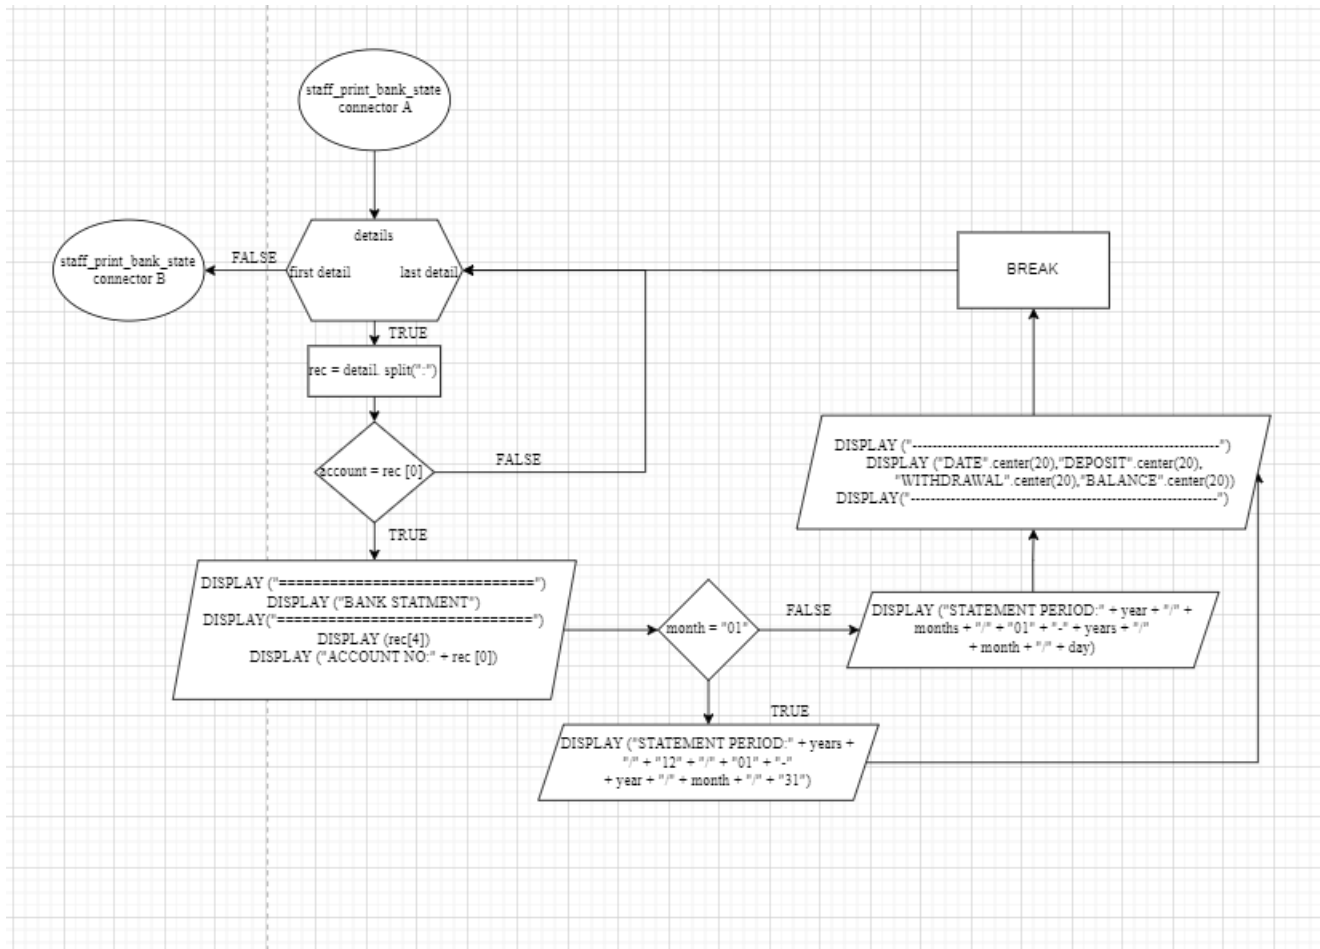 staff_print_bank_state
connector A
details
first detail
last detail
FALSE
staff_print_bank_state
connector B
BREAK
TRUE
rec = detail. split(":")
account = rec [0]
FALSE
TRUE
DISPLAY ("-------------------------------------------------------------")
DISPLAY ("DATE".center(20),"DEPOSIT".center(20),
"WITHDRAWAL".center(20),"BALANCE".center(20))
DISPLAY("-------------------------------------------------------------")
DISPLAY ("==============================")
DISPLAY ("BANK STATMENT")
DISPLAY("==============================")
DISPLAY (rec[4])
DISPLAY ("ACCOUNT NO:" + rec [0])
month = "01"
FALSE
DISPLAY ("STATEMENT PERIOD:" + year + "/" +
months + "/" + "01" + "-" + years + "/"
+ month + "/" + day)
TRUE
DISPLAY ("STATEMENT PERIOD:" + years +
"/" + "12" + "/" + "01" + "-"
+ year + "/" + month + "/" + "31")